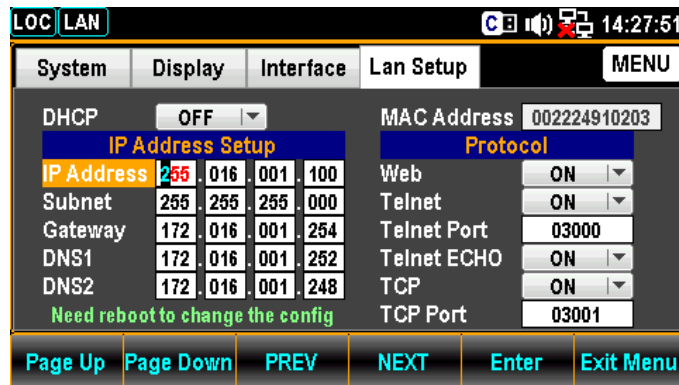 LOC LAN C 14:27:51
System Display Interface Lan Setup MENU
DHCP OFF MAC Address 002224910203
IP Address Setup Protocol
IP Address 255.016.001.100 Web ON
Subnet 255.255.255.000 Telnet ON
Gateway 172.016.001.254 Telnet Port 03000
DNS1 172.016.001.252 Telnet ECHO ON
DNS2 172.016.001.248 TCP ON
Need reboot to change the config TCP Port 03001
Page Up Page Down PREV NEXT Enter Exit Menu